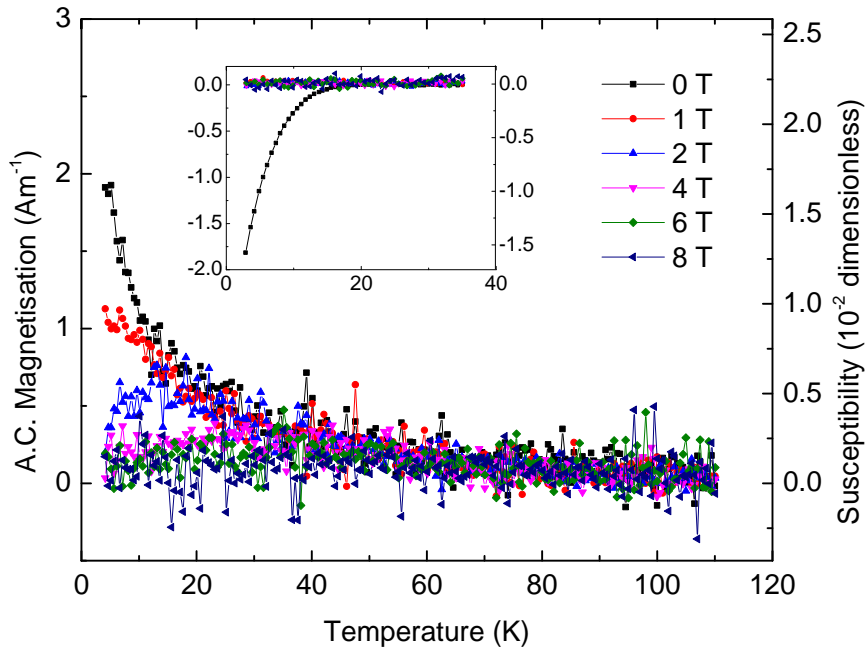 3
2
1
0
A.C. Magnetisation (Am⁻¹)
0.0
-0.5
-1.0
-1.5
-2.0
0
20
40
0.0
-0.5
-1.0
-1.5
0 T
1 T
2 T
4 T
6 T
8 T
2.5
2.0
1.5
1.0
0.5
0.0
Susceptibility (10⁻² dimensionless)
0 20 40 60 80 100 120
Temperature (K)